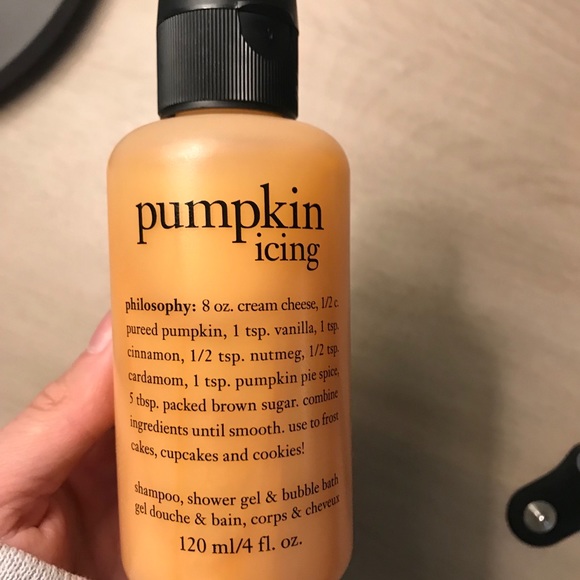 pumpkin
icing
philosophy: 8 oz. cream cheese, 1/2 c.
pureed pumpkin, 1 tsp. vanilla, 1 tsp.
cinnamon, 1/2 tsp. nutmeg, 1/2 tsp.
cardamom, 1 tsp. pumpkin pie spice,
5 tbsp. packed brown sugar. combine
ingredients until smooth. use to frost
cakes, cupcakes and cookies!
shampoo, shower gel & bubble bath
gel douche & bain, corps & cheveux
120 ml/4 fl. oz.